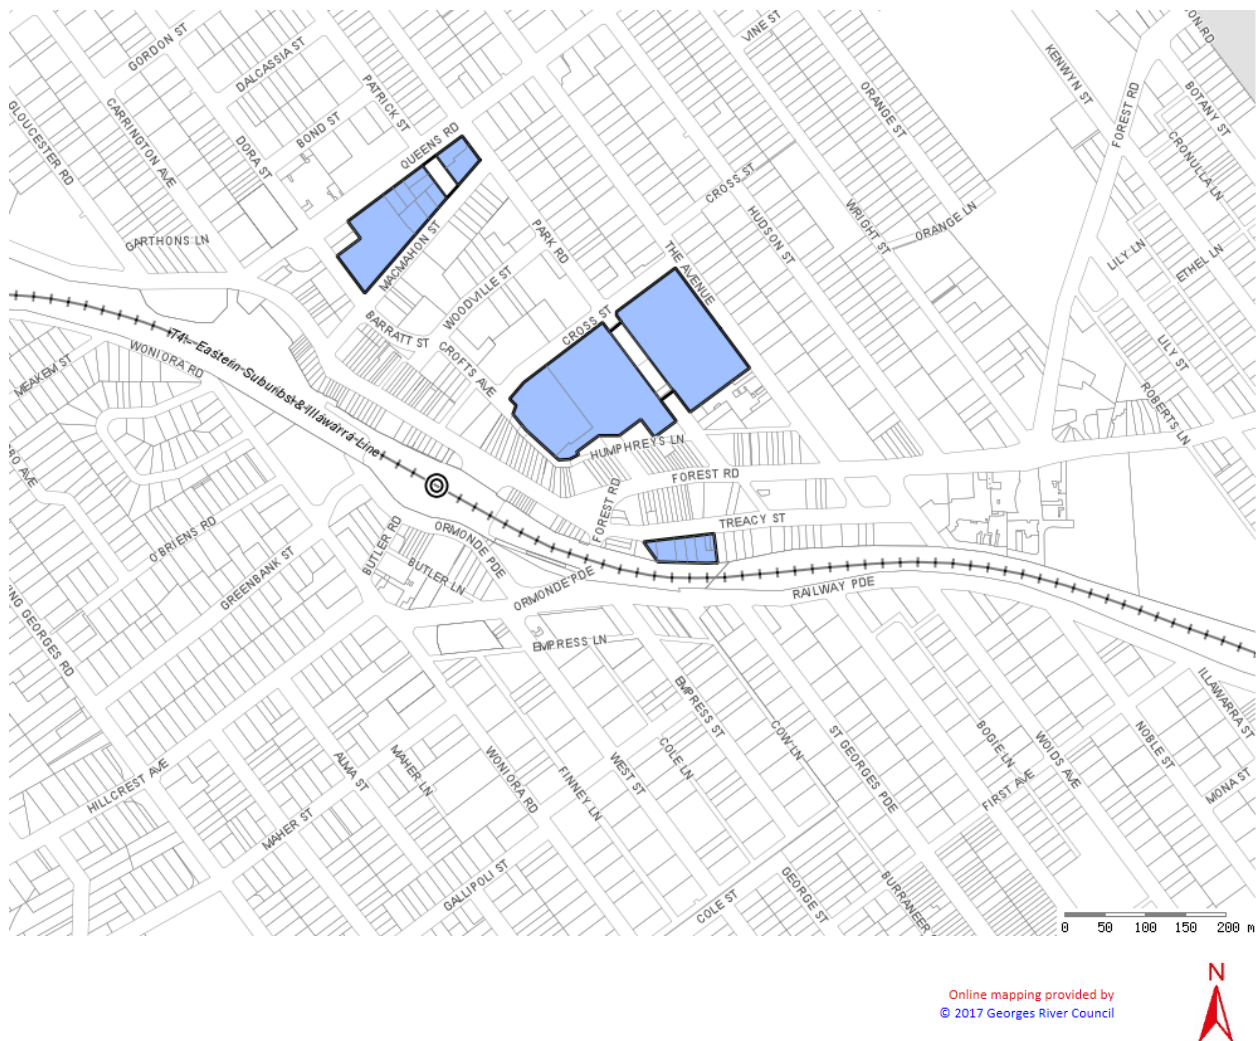 GORDON ST
VINE ST
ON RD
DALCASSIA ST
KENWYN ST
PATRICK ST
ORANGE ST
FOREST RD
BOTANY ST
GLOUCESTER RD
CARRINGTON AVE
BOND ST
QUEENS RD
DORA ST
CRONULLA LN
CROSS ST
GARTHONS LN
MACMAHON ST
PARK RD
HUDSON ST
WRIGHT ST
ORANGE LN
LILY LN
ETHEL LN
THE AVENUE
WOODVILLE ST
BARRATT ST
CROSS ST
T4:- Eastern Suburbs & Illawarra Line
WONIORA RD
MEAKEM ST
CROFTS AVE
LILY ST
ROBERTS LN
HUMPHREYS LN
FOREST RD
BO AVE
FOREST RD
TREACY ST
O'BRIENS RD
BUTLER RD
ORMONDE PDE
GREENBANK ST
BUTLER LN
ORMONDE PDE
RAILWAY PDE
NG GEORGES RD
EMPRESS LN
EMPRESS ST
ILLAWARRA ST
COW LN
ST GEORGES PDE
BOGIE LN
WOLDS AVE
NOBLE ST
HILLCREST AVE
ALMA ST
MAHER LN
WONIORA RD
FINNEY LN
WEST ST
COLE LN
FIRST AVE
MONA ST
MAHER ST
GALLIPOLI ST
COLE ST
GEORGE ST
BURRANEER
0 50 100 150 200 m
N
Online mapping provided by
© 2017 Georges River Council